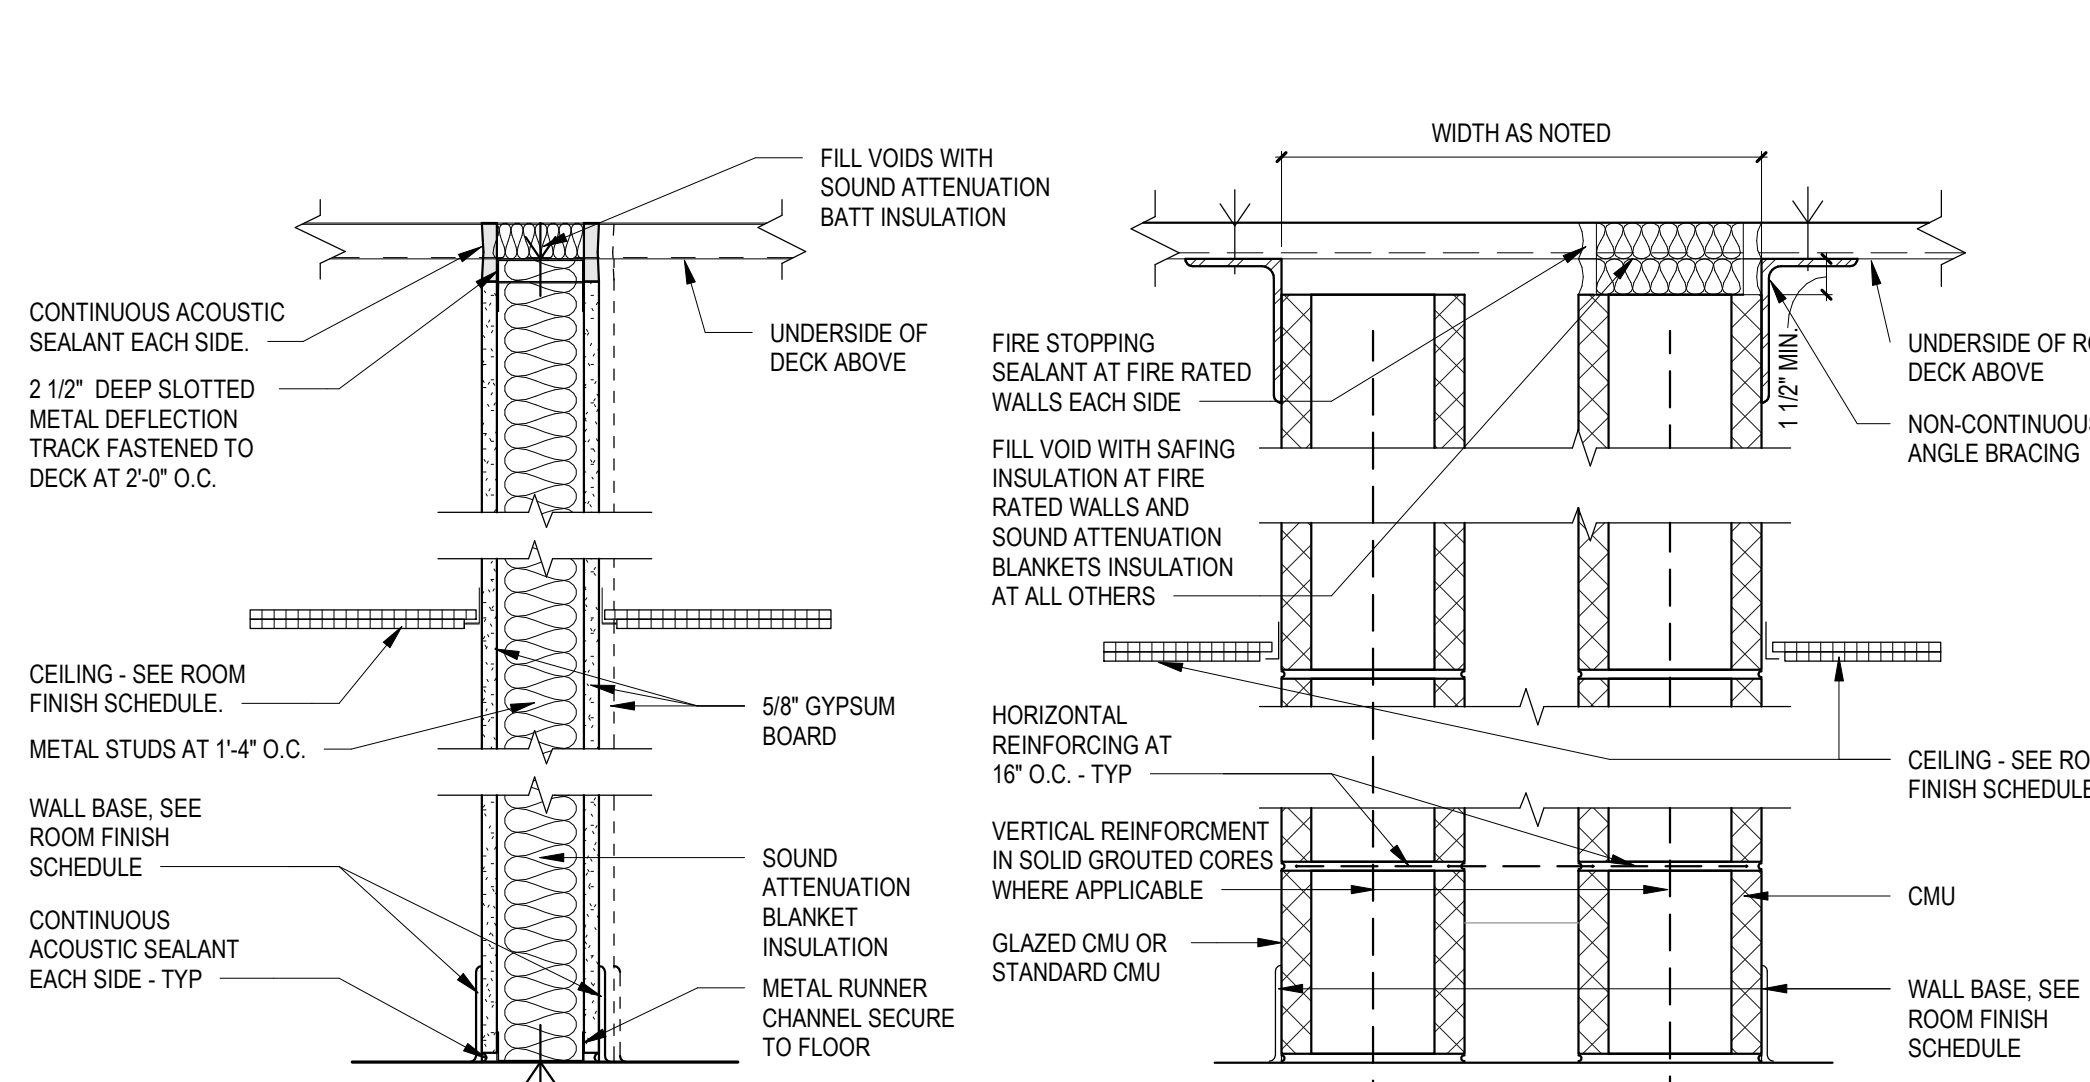 FILL VOIDS WITH
SOUND ATTENUATION
BATT INSULATION
CONTINUOUS ACOUSTIC
SEALANT EACH SIDE.
2 1/2" DEEP SLOTTED
METAL DEFLECTION
TRACK FASTENED TO
DECK AT 2'-0" O.C.
UNDERSIDE OF
DECK ABOVE
CEILING - SEE ROOM
FINISH SCHEDULE.
METAL STUDS AT 1'-4" O.C.
5/8" GYPSUM
BOARD
WALL BASE, SEE
ROOM FINISH
SCHEDULE
CONTINUOUS
ACOUSTIC SEALANT
EACH SIDE - TYP
SOUND
ATTENUATION
BLANKET
INSULATION
METAL RUNNER
CHANNEL SECURE
TO FLOOR
WIDTH AS NOTED
FIRE STOPPING
SEALANT AT FIRE RATED
WALLS EACH SIDE
FILL VOID WITH SAFING
INSULATION AT FIRE
RATED WALLS AND
SOUND ATTENUATION
BLANKETS INSULATION
AT ALL OTHERS
1 1/2" MIN.
UNDERSIDE OF
DECK ABOVE
NON-CONTINUOUS
ANGLE BRACING
HORIZONTAL
REINFORCING AT
16" O.C. - TYP
VERTICAL REINFORCMENT
IN SOLID GROUTED CORES
WHERE APPLICABLE
GLAZED CMU OR
STANDARD CMU
CEILING - SEE
FINISH SCHEDULE
CMU
WALL BASE, SEE
ROOM FINISH
SCHEDULE